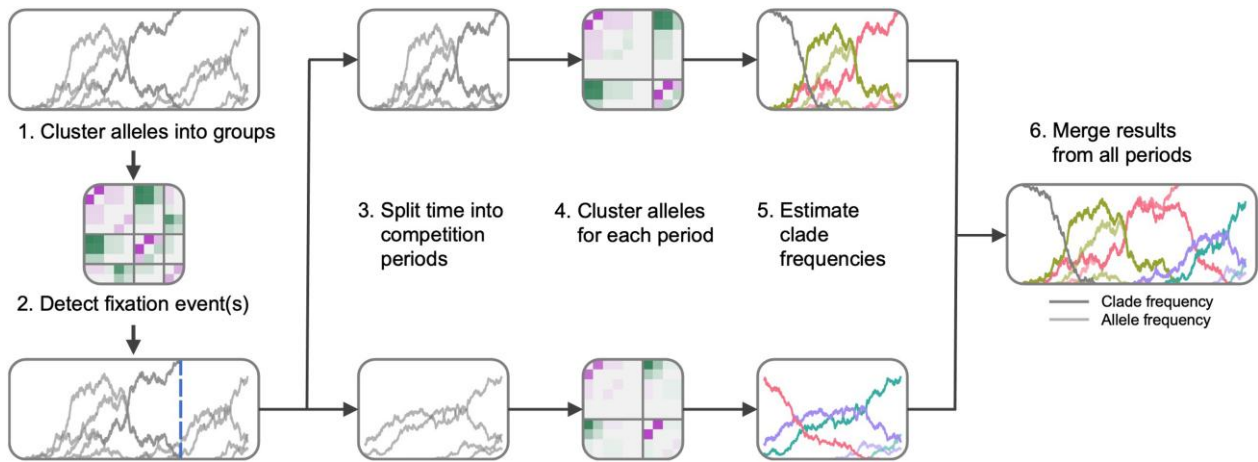 1. Cluster alleles into groups
2. Detect fixation event(s)
3. Split time into
competition
periods
4. Cluster alleles
for each period
5. Estimate
clade
frequencies
6. Merge results
from all periods
Clade frequency
Allele frequency